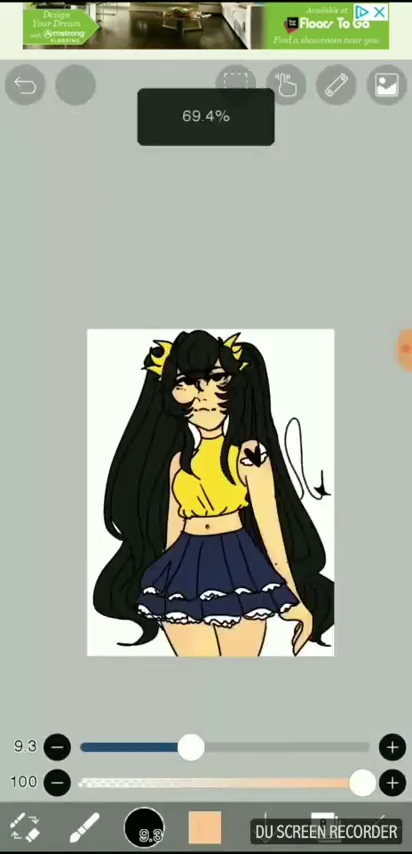 Design
Your Dream
with Armstrong
FLOORING
Available at
Floors To Go
Find a showroom near you
69.4%
9.3
100
9.3
DU SCREEN RECORDER